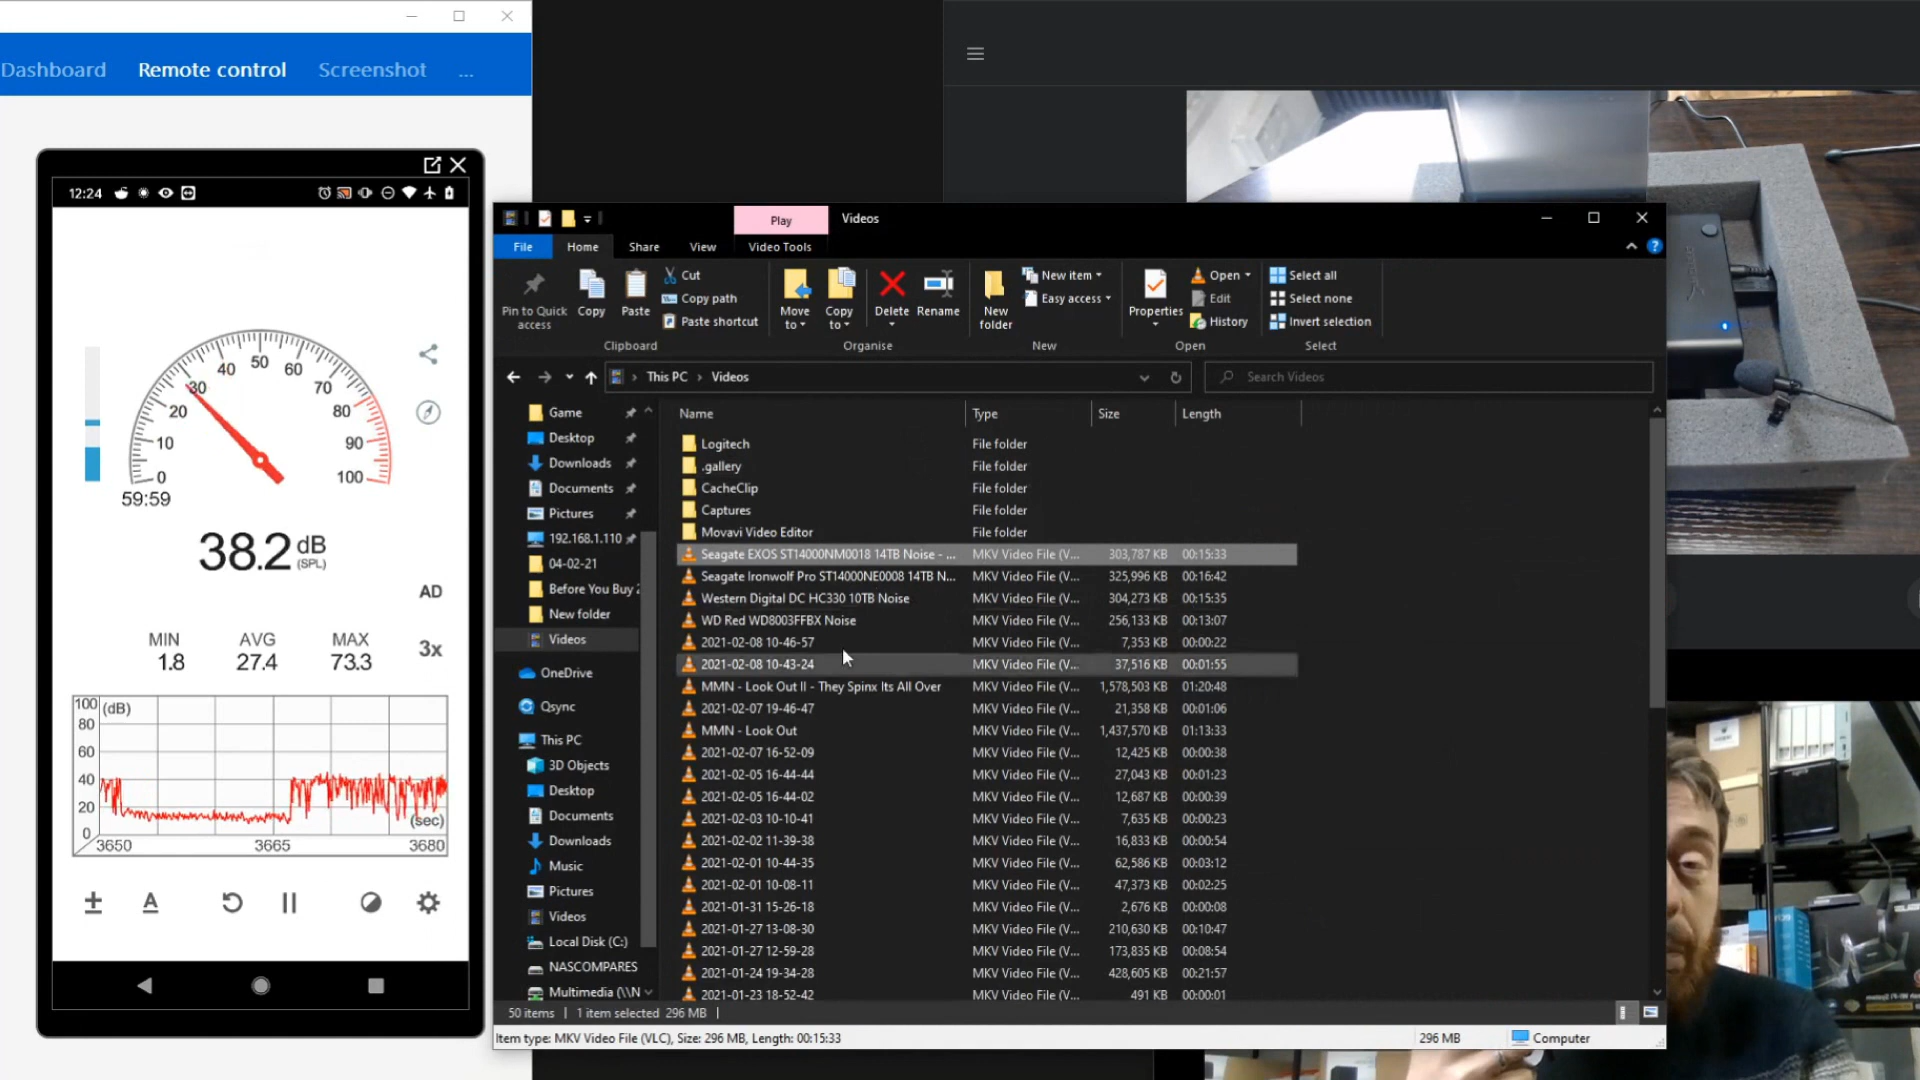 Dashboard Remote control Screenshot ...
12:24
0 10 20 30 40 50 60 70 80 90 100
59:59
38.2 dB
(SPL)
AD
MIN AVG MAX
1.8 27.4 73.3
3x
100 (dB)
80
60
40
20
0
(sec)
3650 3665 3680
Play Videos
File Home Share View Video Tools
Pin to Quick access
Copy
Paste
Cut
Copy path
Paste shortcut
Clipboard
Move to
Copy to
Delete
Rename
Organise
New folder
New item
Easy access
New
Properties
Open
Edit
History
Open
Select all
Select none
Invert selection
Select
This PC > Videos
Search Videos
Game
Desktop
Downloads
Documents
Pictures
192.168.1.110
04-02-21
Before You Buy
New folder
Videos
OneDrive
Qsync
This PC
3D Objects
Desktop
Documents
Downloads
Music
Pictures
Videos
Local Disk (C:)
NASCOMPARES
Multimedia (\\N
Name Type Size Length
Logitech File folder
.gallery File folder
CacheClip File folder
Captures File folder
Movavi Video Editor File folder
Seagate EXOS ST14000NM0018 14TB Noise - ... MKV Video File (V... 303,787 KB 00:15:33
Seagate Ironwolf Pro ST14000NE0008 14TB N... MKV Video File (V... 325,996 KB 00:16:42
Western Digital DC HC330 10TB Noise MKV Video File (V... 304,273 KB 00:15:35
WD Red WD8003FFBX Noise MKV Video File (V... 256,133 KB 00:13:07
2021-02-08 10-46-57 MKV Video File (V... 7,353 KB 00:00:22
2021-02-08 10-43-24 MKV Video File (V... 37,516 KB 00:01:55
MMN - Look Out II - They Spinx Its All Over MKV Video File (V... 1,578,503 KB 01:20:48
2021-02-07 19-46-47 MKV Video File (V... 21,358 KB 00:01:06
MMN - Look Out MKV Video File (V... 1,437,570 KB 01:13:33
2021-02-07 16-52-09 MKV Video File (V... 12,425 KB 00:00:38
2021-02-05 16-44-44 MKV Video File (V... 27,043 KB 00:01:23
2021-02-05 16-44-02 MKV Video File (V... 12,687 KB 00:00:39
2021-02-03 10-10-41 MKV Video File (V... 7,635 KB 00:00:23
2021-02-02 11-39-38 MKV Video File (V... 16,833 KB 00:00:54
2021-02-01 10-44-35 MKV Video File (V... 62,586 KB 00:03:12
2021-02-01 10-08-11 MKV Video File (V... 47,373 KB 00:02:25
2021-01-31 15-26-18 MKV Video File (V... 2,676 KB 00:00:08
2021-01-27 13-08-30 MKV Video File (V... 210,630 KB 00:10:47
2021-01-27 12-59-28 MKV Video File (V... 173,835 KB 00:08:54
2021-01-24 19-34-28 MKV Video File (V... 428,605 KB 00:21:57
2021-01-23 18-52-42 MKV Video File (V... 491 KB 00:00:01
50 items 1 item selected 296 MB
Item type: MKV Video File (VLC), Size: 296 MB, Length: 00:15:33 296 MB Computer